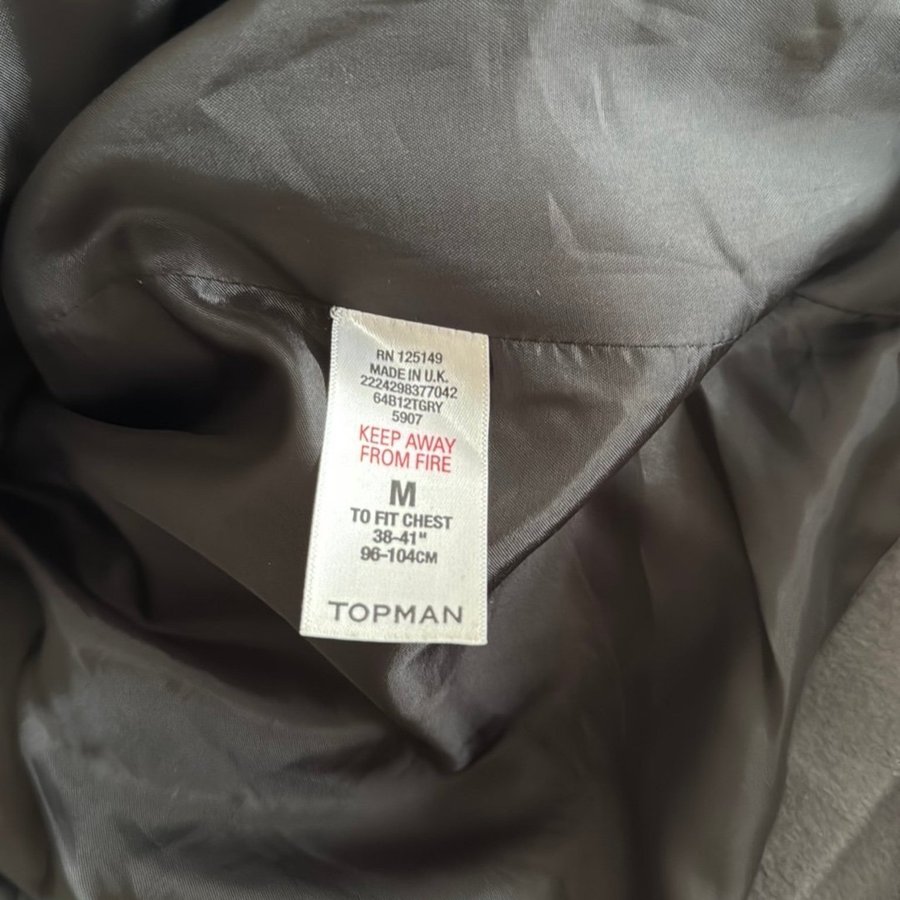 RN 125149
MADE IN U.K.
2224298377042
64B12TGRY
5907
KEEP AWAY
FROM FIRE
M
TO FIT CHEST
38-41"
96-104CM
TOPMAN